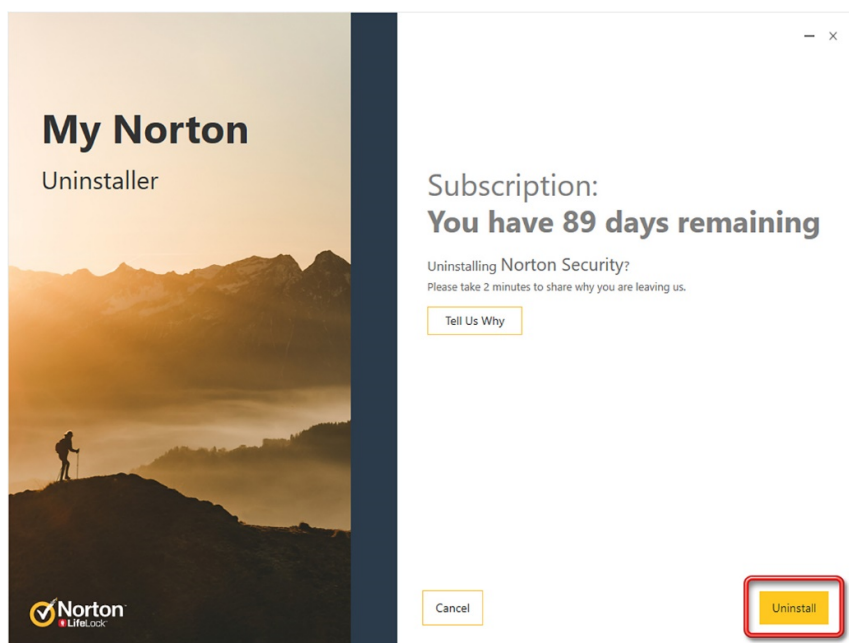 My Norton
Uninstaller
Subscription:
You have 89 days remaining
Uninstalling Norton Security?
Please take 2 minutes to share why you are leaving us.
Tell Us Why
Cancel
Uninstall
Norton
LifeLock